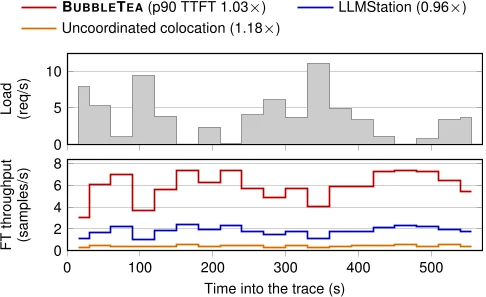 BUBBLETEA (p90 TTFT 1.03×)
LLMStation (0.96×)
Uncoordinated colocation (1.18×)
Load
(req/s)
10
5
0
FT throughput
(samples/s)
8
6
4
2
0
0 100 200 300 400 500
Time into the trace (s)